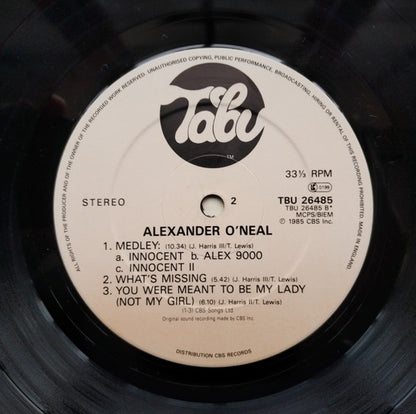 ALL RIGHTS OF THE PRODUCER AND OF THE OWNER OF THE RECORDED WORK RESERVED. UNAUTHORISED COPYING, PUBLIC PERFORMANCE, BROADCASTING, HIRING OR RENTAL OF THIS RECORDING PROHIBITED. MADE IN ENGLAND
Tabu
TM
STEREO
2
33⅓ RPM
TBU 26485
TBU 26485 B*
MCPS/BIEM
Ⓟ 1985 CBS Inc.
ALEXANDER O'NEAL
1. MEDLEY: (10.34) (J. Harris III/T. Lewis)
a. INNOCENT b. ALEX 9000
c. INNOCENT II
2. WHAT'S MISSING (5.42) (J. Harris III/T. Lewis)
3. YOU WERE MEANT TO BE MY LADY
(NOT MY GIRL) (6.10) (J. Harris II/T. Lewis)
(1-3) CBS Songs Ltd
Original sound recording made by CBS Inc.
DISTRIBUTION CBS RECORDS